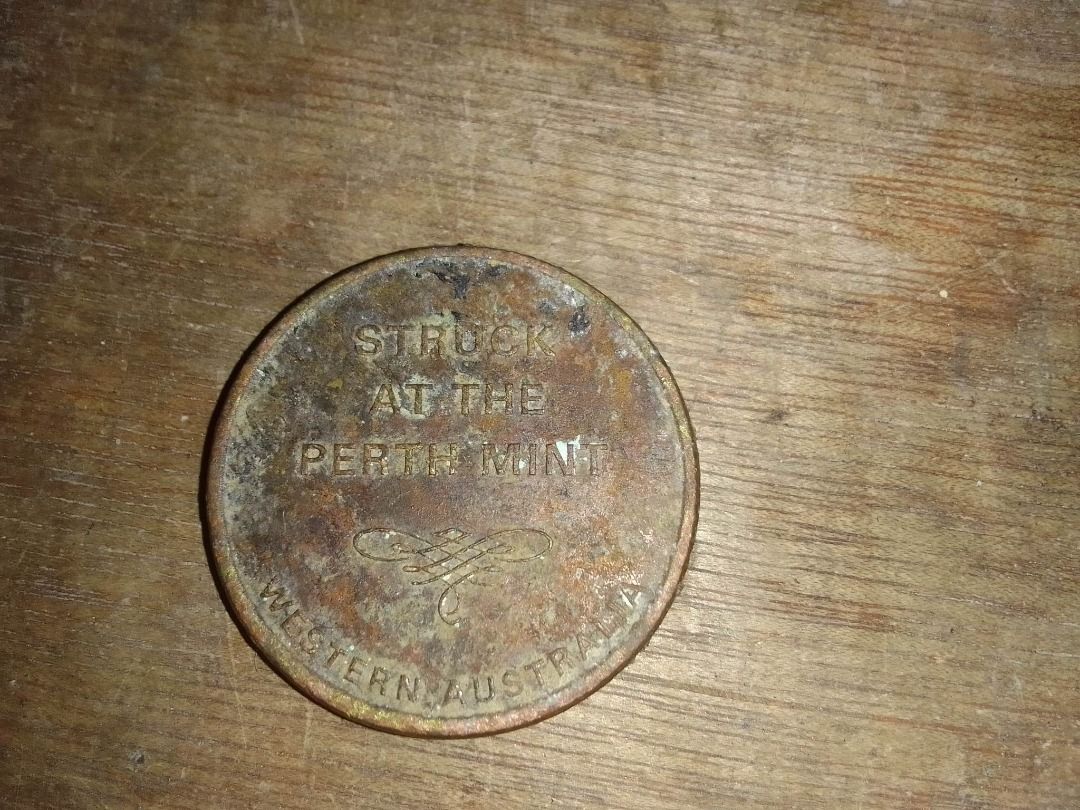 STRUCK
AT THE
PERTH MINT
WESTERN AUSTRALIA